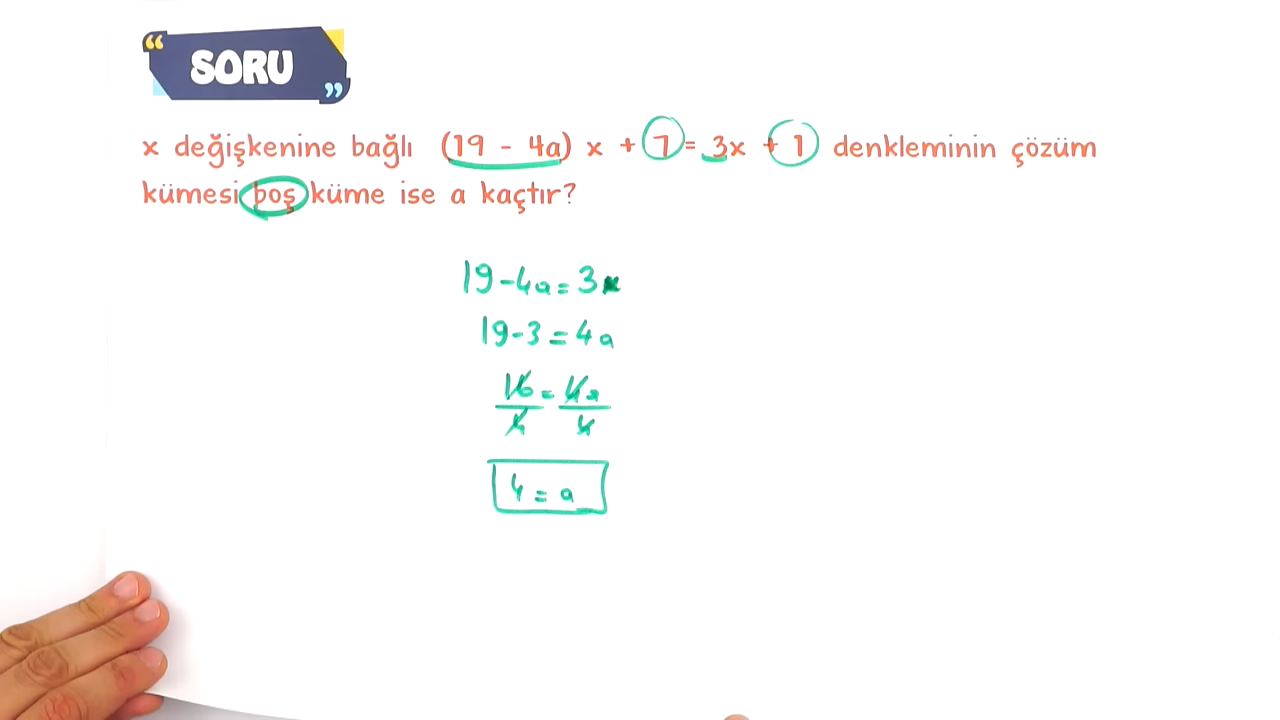 “ SORU ”
x değişkenine bağlı (19 - 4a) x + 7 = 3x + 1 denkleminin çözüm
kümesi boş küme ise a kaçtır?
19-4a=3
19-3=4a
16/4=4a/4
4=a